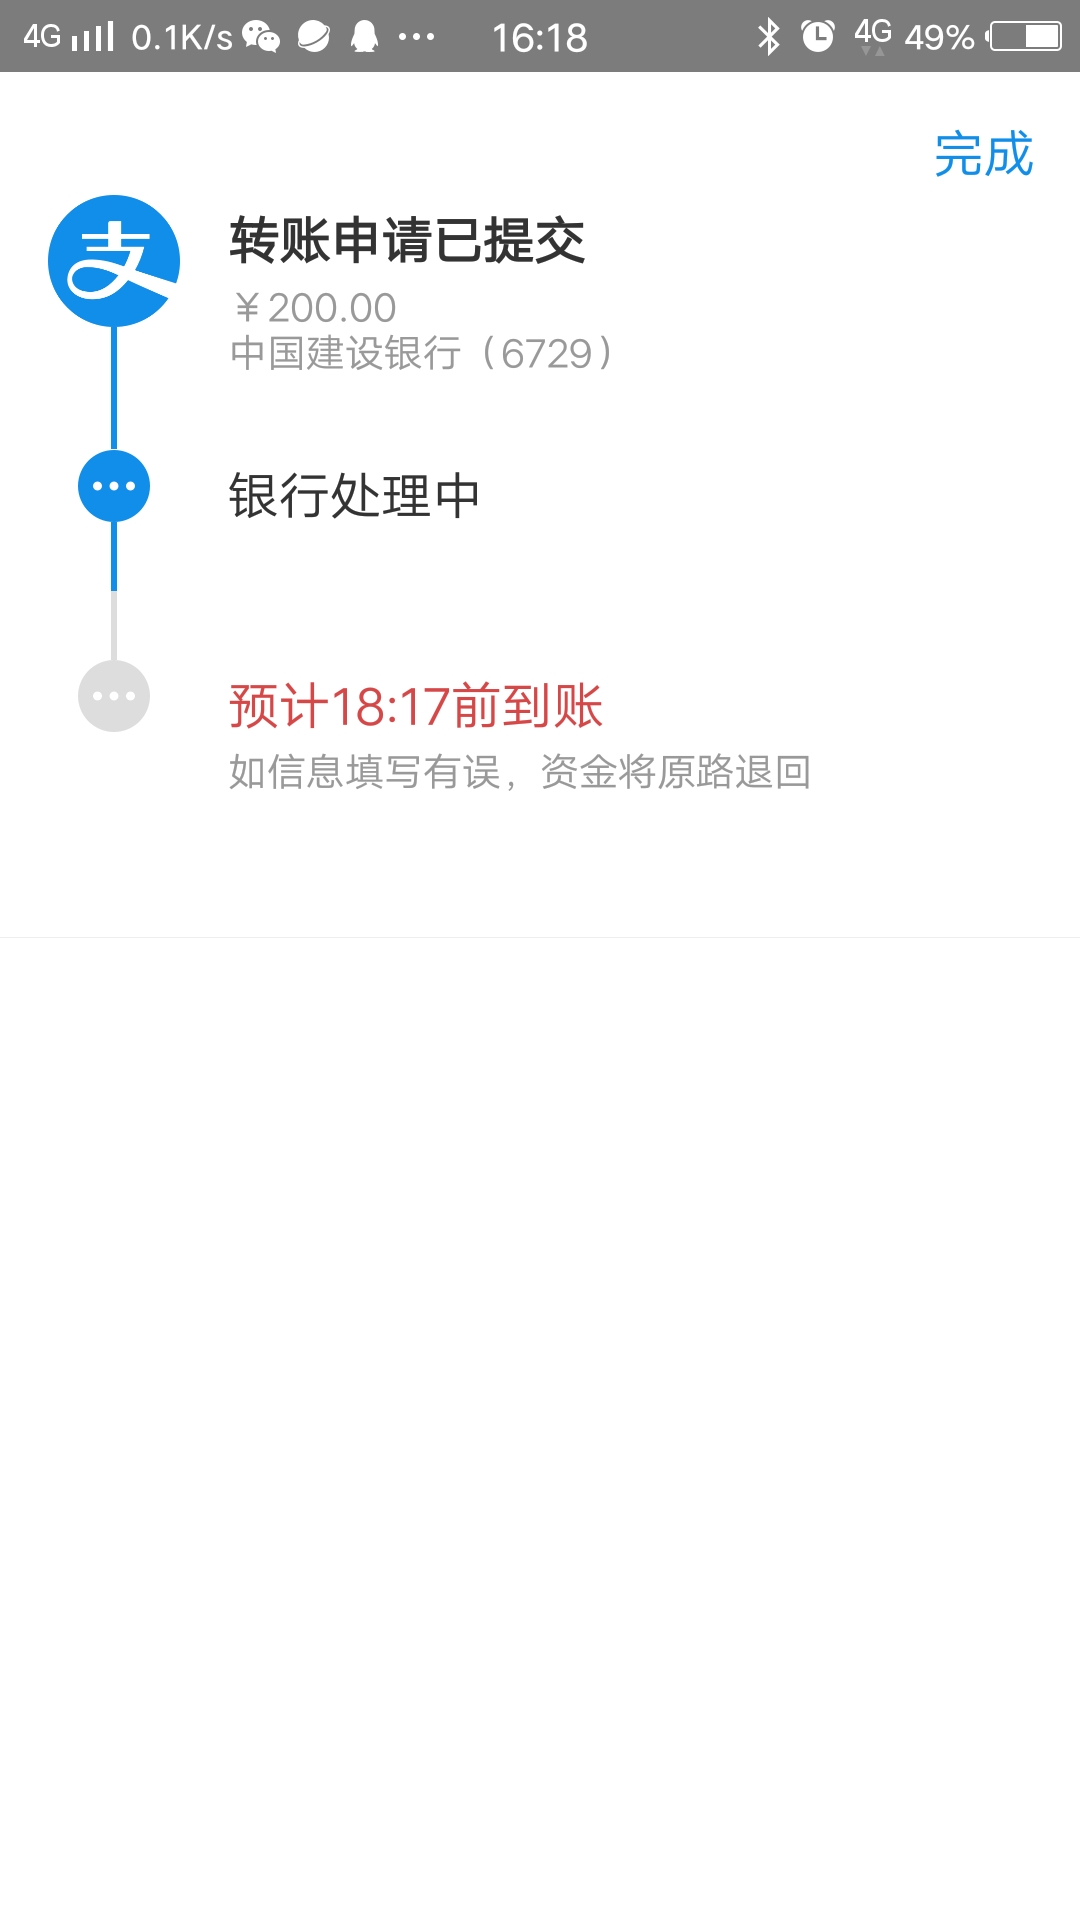 4G 0.1K/s 16:18 4G 49%
完成
转账申请已提交
￥200.00
中国建设银行（6729）
银行处理中
预计18:17前到账
如信息填写有误，资金将原路退回